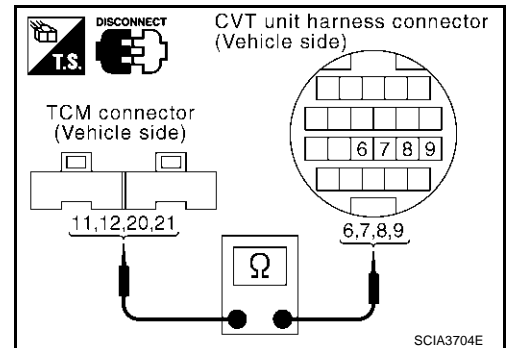 DISCONNECT
T.S.
CVT unit harness connector
(Vehicle side)
TCM connector
(Vehicle side)
6 7 8 9
11,12,20,21
6,7,8,9
Ω
SCIA3704E